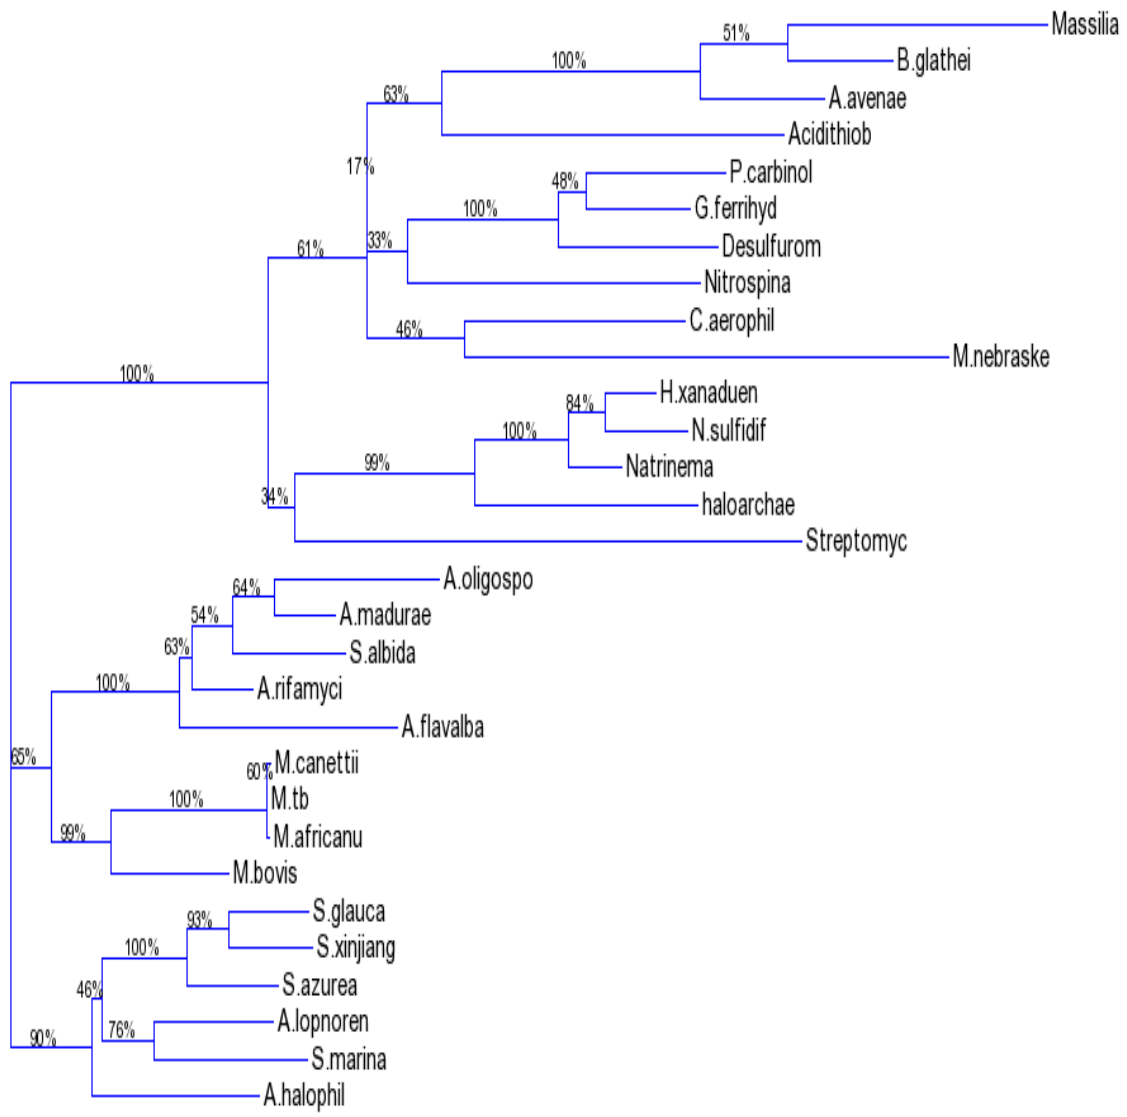 Massilia
51%
B.glathei
100%
A.avenae
63%
Acidithiob
17%
P.carbinol
48%
G.ferrihyd
100%
Desulfurom
33%
61%
Nitrospina
C.aerophil
46%
M.nebraske
100%
H.xanaduen
84%
N.sulfidif
100%
Natrinema
99%
haloarchae
34%
Streptomyc
A.oligospo
64%
A.madurae
54%
S.albida
63%
A.rifamyci
100%
A.flavalba
65%
M.canettii
60%
M.tb
100%
M.africanu
99%
M.bovis
S.glauca
93%
S.xinjiang
100%
S.azurea
46%
A.lopnoren
76%
90%
S.marina
A.halophil